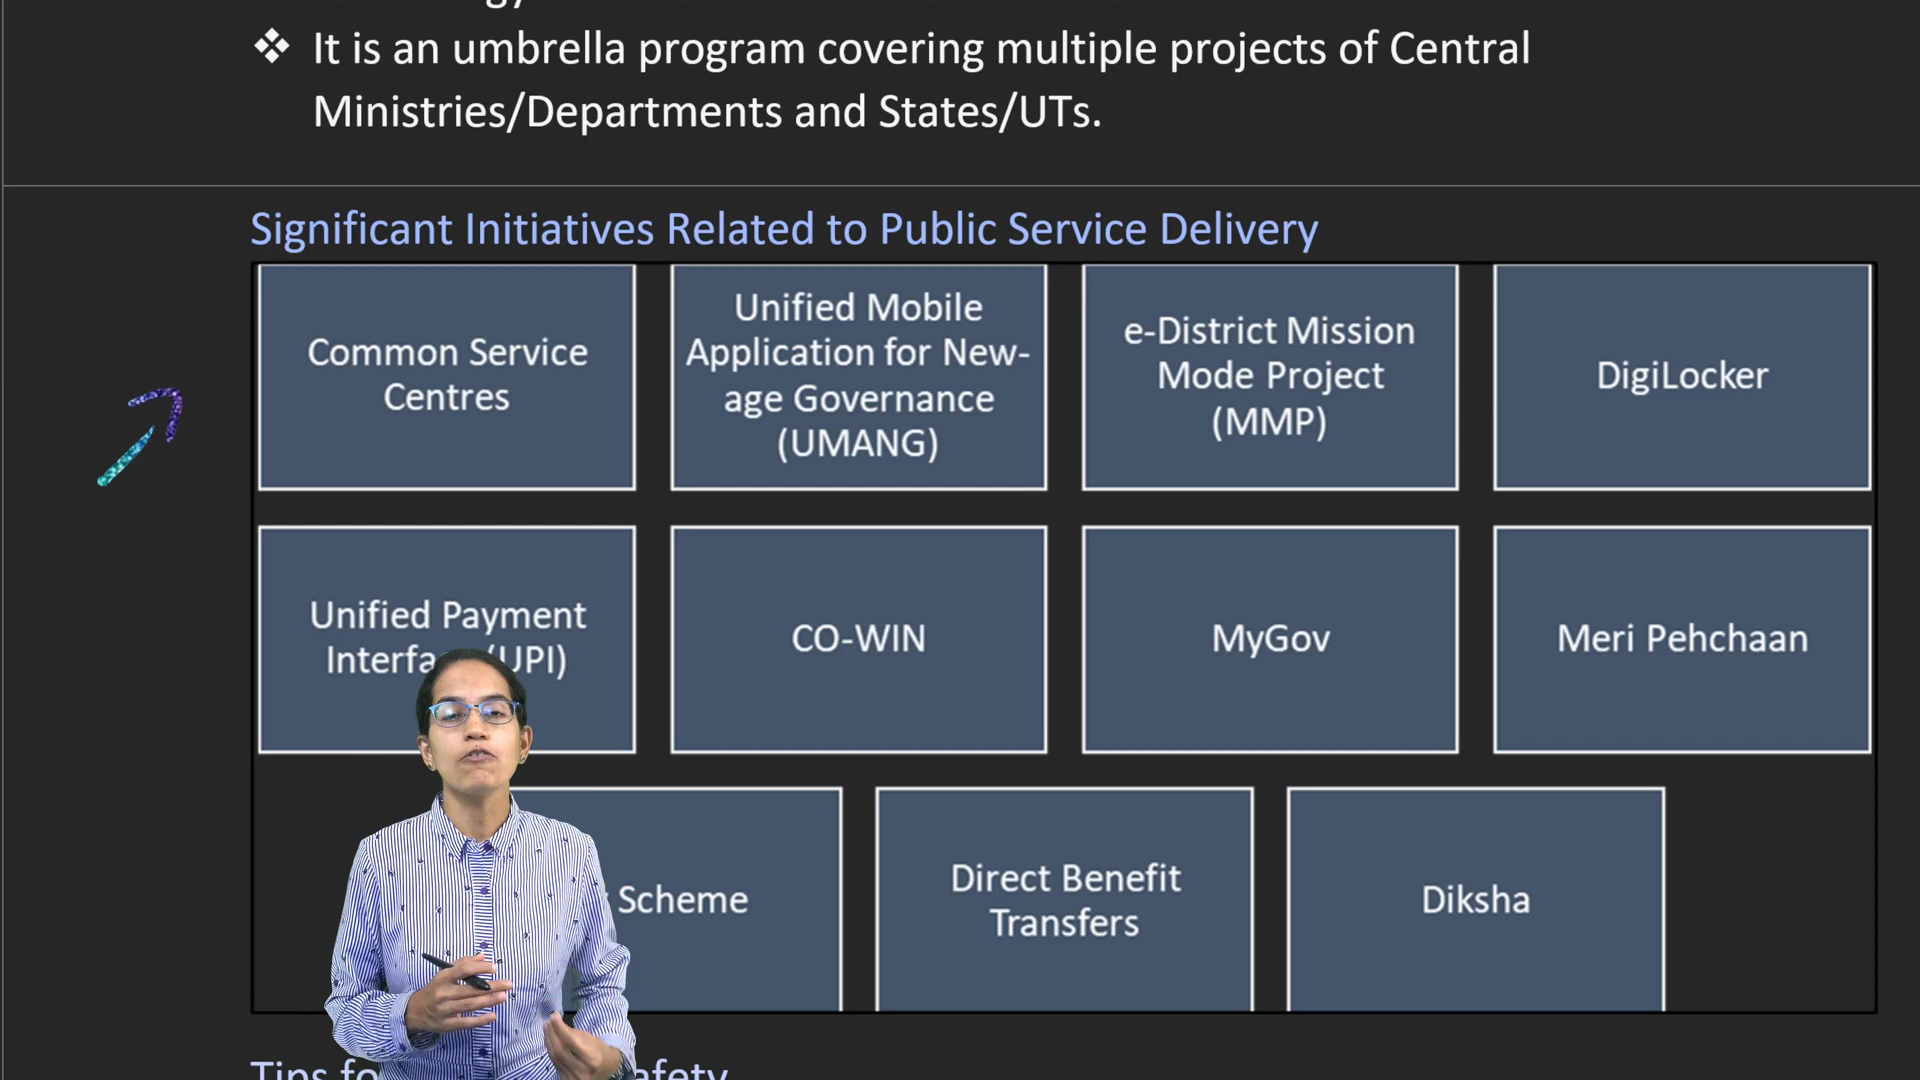 It is an umbrella program covering multiple projects of Central
Ministries/Departments and States/UTs.
Significant Initiatives Related to Public Service Delivery
Common Service
Centres
Unified Mobile
Application for New-
age Governance
(UMANG)
e-District Mission
Mode Project
(MMP)
DigiLocker
Unified Payment
(UPI)
CO-WIN
MyGov
Meri Pehchaan
Scheme
Direct Benefit
Transfers
Diksha
Tips